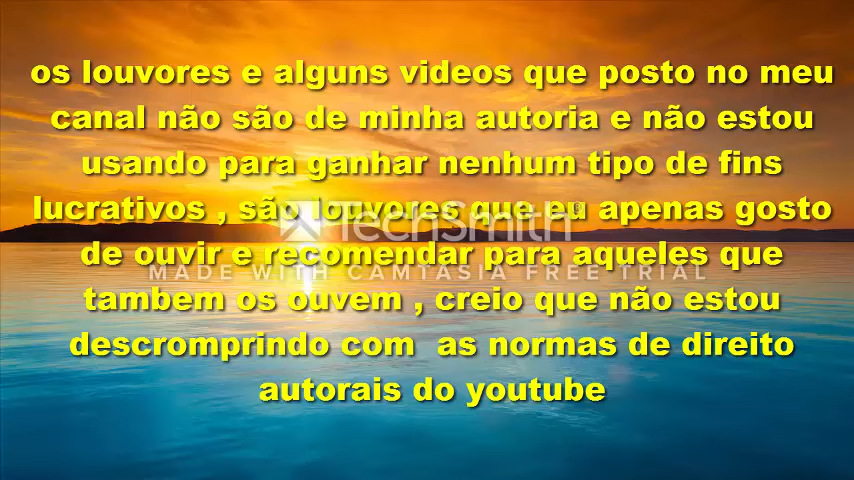 os louvores e alguns videos que posto no meu
canal não são de minha autoria e não estou
usando para ganhar nenhum tipo de fins
lucrativos , são louvores que eu apenas gosto
TechSmith®
de ouvir e recomendar para aqueles que
MADE WITH CAMTASIA FREE TRIAL
tambem os ouvem , creio que não estou
descromprindo com as normas de direito
autorais do youtube